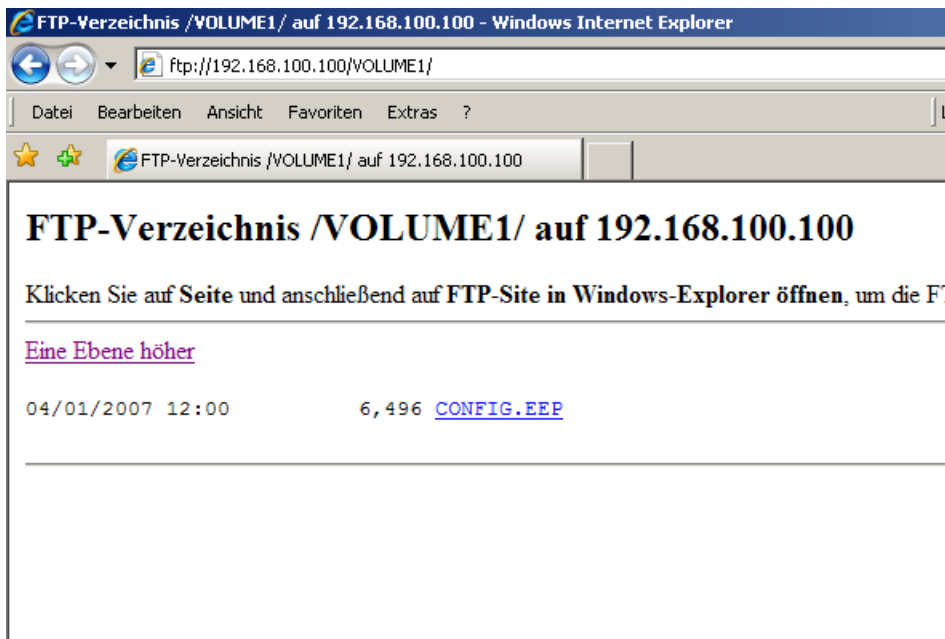 FTP-Verzeichnis /VOLUME1/ auf 192.168.100.100 - Windows Internet Explorer
ftp://192.168.100.100/VOLUME1/
Datei Bearbeiten Ansicht Favoriten Extras ?
FTP-Verzeichnis /VOLUME1/ auf 192.168.100.100
FTP-Verzeichnis /VOLUME1/ auf 192.168.100.100
Klicken Sie auf Seite und anschließend auf FTP-Site in Windows-Explorer öffnen, um die
Eine Ebene höher
04/01/2007 12:00 6,496 CONFIG.EEP